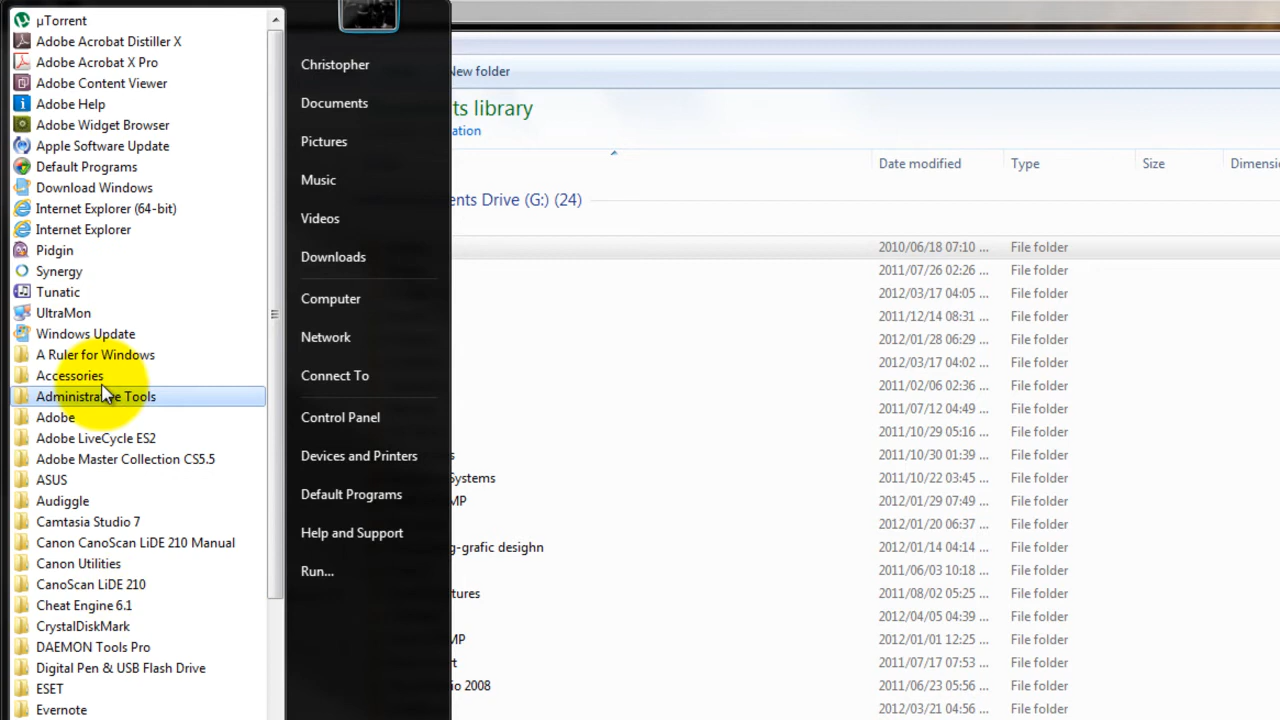 µTorrent
Adobe Acrobat Distiller X
Adobe Acrobat X Pro
Adobe Content Viewer
Adobe Help
Adobe Widget Browser
Apple Software Update
Default Programs
Download Windows
Internet Explorer (64-bit)
Internet Explorer
Pidgin
Synergy
Tunatic
UltraMon
Windows Update
A Ruler for Windows
Accessories
Administrative Tools
Adobe
Adobe LiveCycle ES2
Adobe Master Collection CS5.5
ASUS
Audiggle
Camtasia Studio 7
Canon CanoScan LiDE 210 Manual
Canon Utilities
CanoScan LiDE 210
Cheat Engine 6.1
CrystalDiskMark
DAEMON Tools Pro
Digital Pen & USB Flash Drive
ESET
Evernote
Christopher
Documents
Pictures
Music
Videos
Downloads
Computer
Network
Connect To
Control Panel
Devices and Printers
Default Programs
Help and Support
Run...
New folder
ts library
ation
Date modified Type Size Dimensi
ents Drive (G:) (24)
2010/06/18 07:10 ... File folder
2011/07/26 02:26 ... File folder
2012/03/17 04:05 ... File folder
2011/12/14 08:31 ... File folder
2012/01/28 06:29 ... File folder
2012/03/17 04:02 ... File folder
2011/02/06 02:36 ... File folder
2011/07/12 04:49 ... File folder
2011/10/29 05:16 ... File folder
s 2011/10/30 01:39 ... File folder
Systems 2011/10/22 03:45 ... File folder
MP 2012/01/29 07:49 ... File folder
2012/01/20 06:37 ... File folder
g-grafic desighn 2012/01/14 04:14 ... File folder
2011/06/03 10:18 ... File folder
tures 2011/08/02 05:25 ... File folder
2012/04/05 04:39 ... File folder
MP 2012/01/01 12:25 ... File folder
t 2011/07/17 07:53 ... File folder
io 2008 2011/06/23 05:56 ... File folder
2012/03/21 04:56 ... File folder